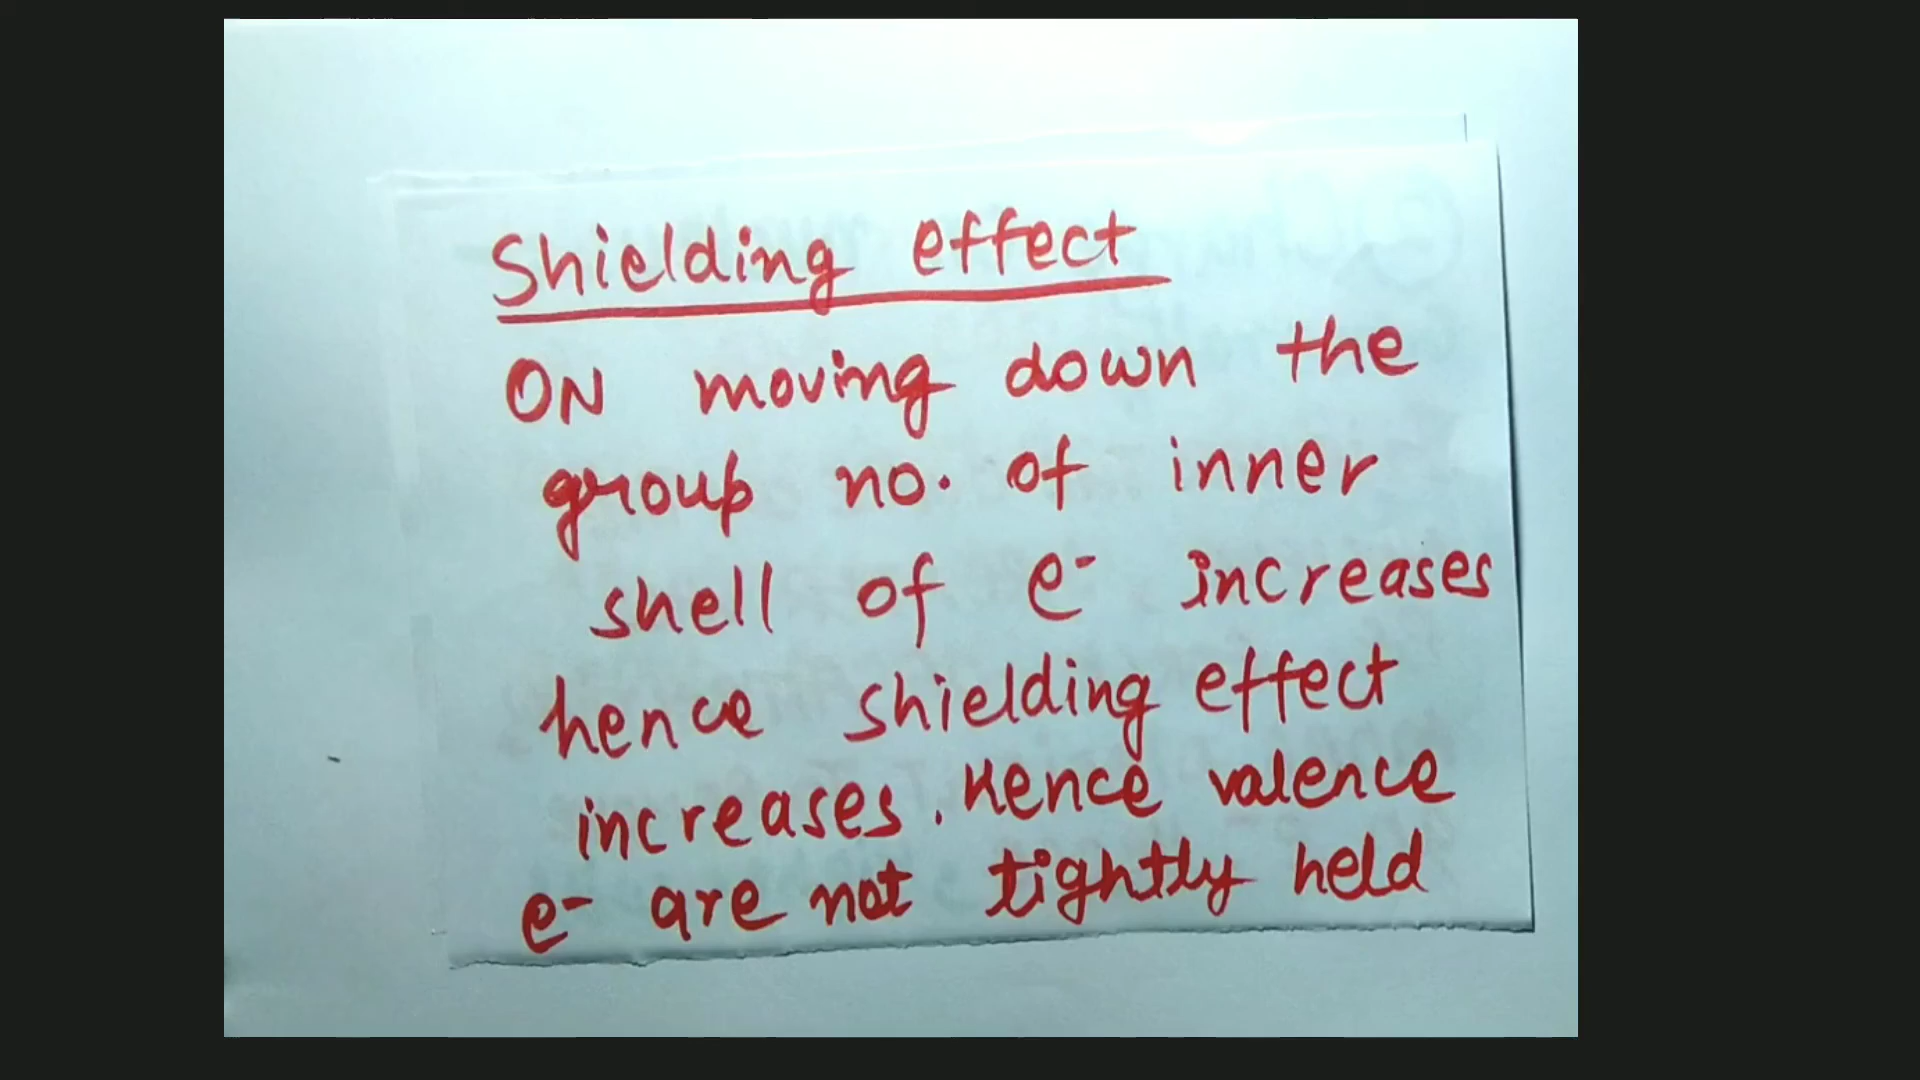 Shielding effect
ON moving down the
group no. of inner
shell of e- increases
hence shielding effect
increases. Hence valence
e- are not tightly held